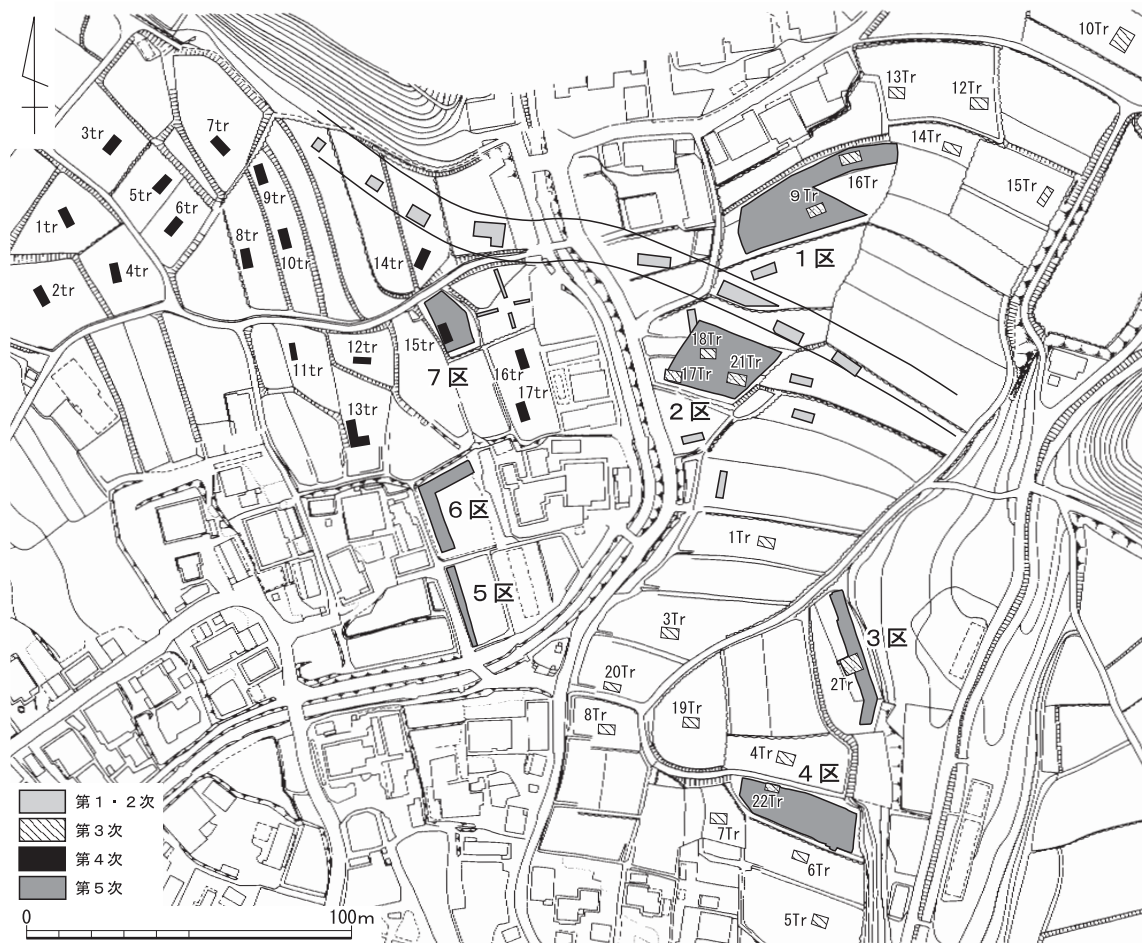 10Tr
13Tr
12Tr
3tr
7tr
14Tr
5tr
16Tr
9tr
15Tr
6tr
9Tr
1tr
8tr
10tr
1区
4tr
14tr
2tr
18Tr
15tr
12tr
21Tr
11tr
7区
16tr
17Tr
17tr
2区
13tr
6区
1Tr
5区
3Tr
3区
2Tr
20Tr
19Tr
8Tr
4Tr
4区
22Tr
7Tr
6Tr
5Tr
第1・2次
第3次
第4次
第5次
0 100m